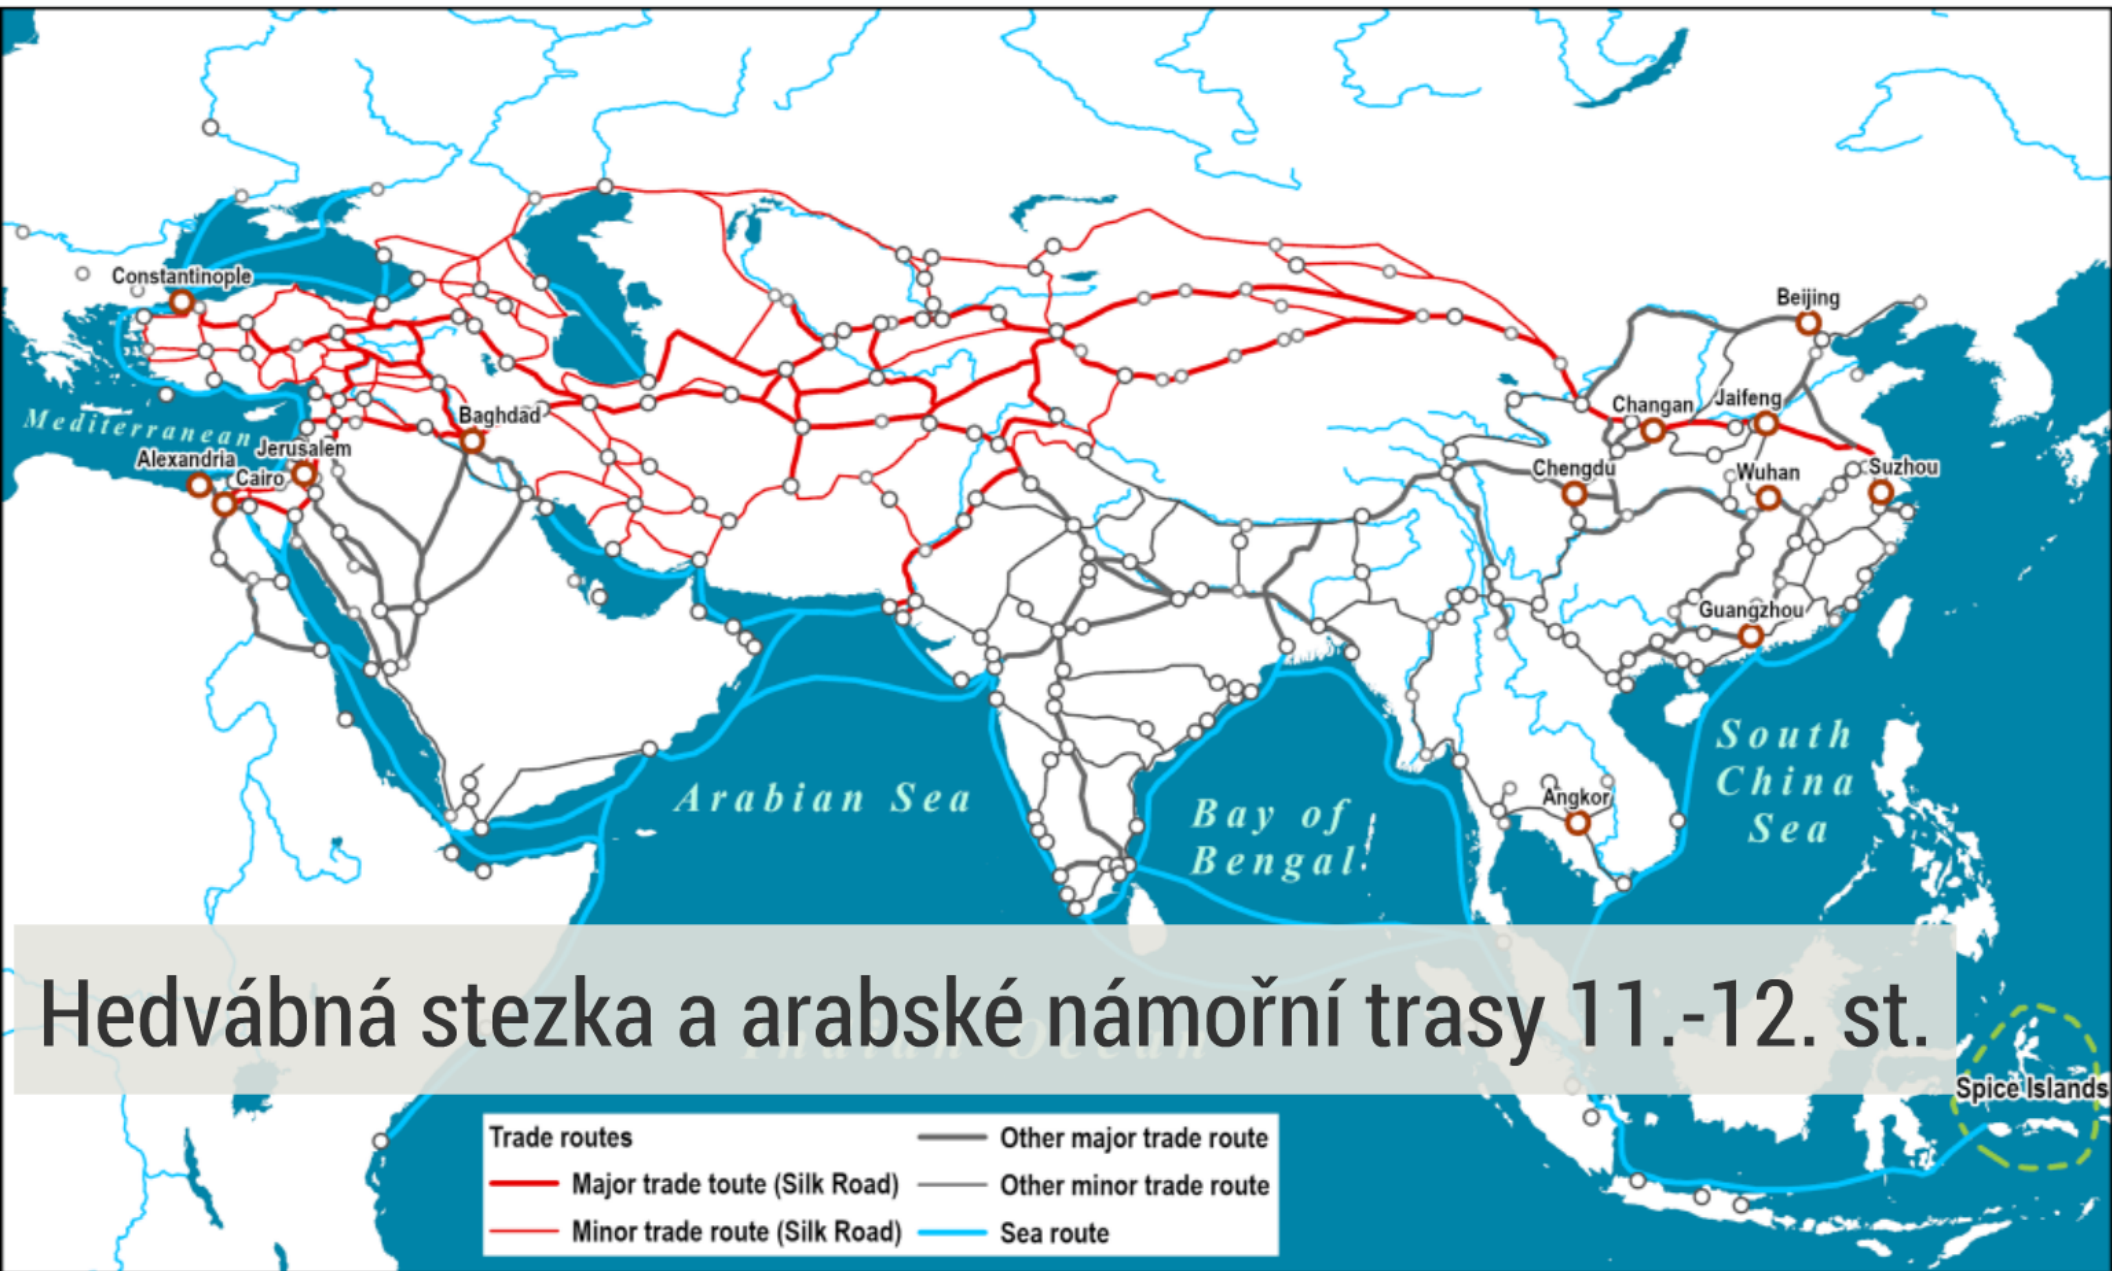 Constantinople
Beijing
Changan
Jaifeng
Baghdad
Mediterranean
Jerusalem
Alexandria
Cairo
Chengdu
Wuhan
Suzhou
Guangzhou
South
China
Sea
Arabian Sea
Bay of
Bengal
Angkor
Hedvábná stezka a arabské námořní trasy 11.-12. st.
Indian Ocean
Spice Islands
Trade routes
Major trade toute (Silk Road)
Minor trade route (Silk Road)
Other major trade route
Other minor trade route
Sea route